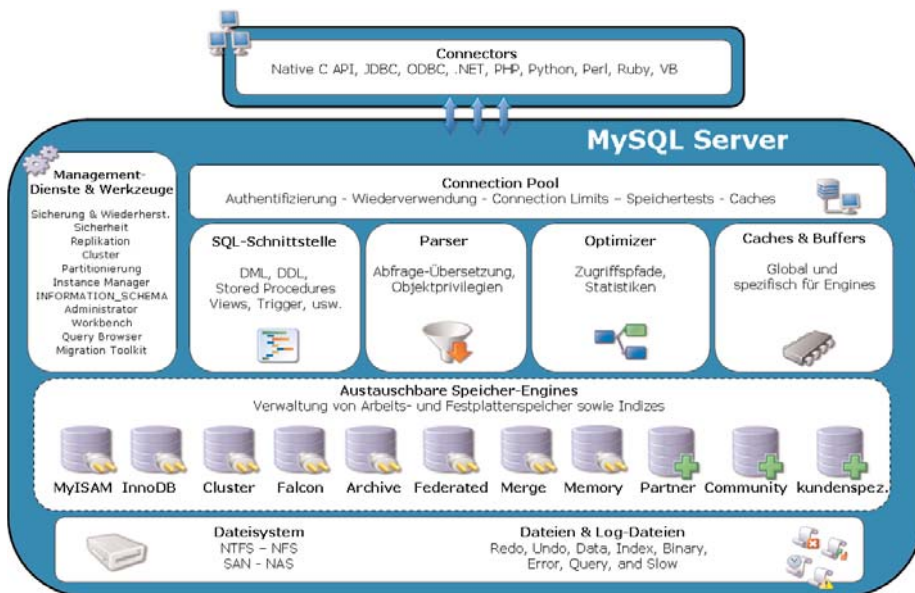 Connectors
Native C API, JDBC, ODBC, .NET, PHP, Python, Perl, Ruby, VB
MySQL Server
Management-
Dienste & Werkzeuge
Sicherung & Wiederherst.
Sicherheit
Replikation
Cluster
Partitionierung
Instance Manager
INFORMATION_SCHEMA
Administrator
Workbench
Query Browser
Migration Toolkit
Connection Pool
Authentifizierung - Wiederverwendung - Connection Limits – Speichertests - Caches
SQL-Schnittstelle
DML, DDL,
Stored Procedures
Views, Trigger, usw.
Parser
Abfrage-Übersetzung,
Objektprivilegien
Optimizer
Zugriffspfade,
Statistiken
Caches & Buffers
Global und
spezifisch für Engines
Austauschbare Speicher-Engines
Verwaltung von Arbeits- und Festplattenspeicher sowie Indizes
MyISAM InnoDB Cluster Falcon Archive Federated Merge Memory Partner Community kundenspez.
Dateisystem
NTFS – NFS
SAN - NAS
Dateien & Log-Dateien
Redo, Undo, Data, Index, Binary,
Error, Query, and Slow